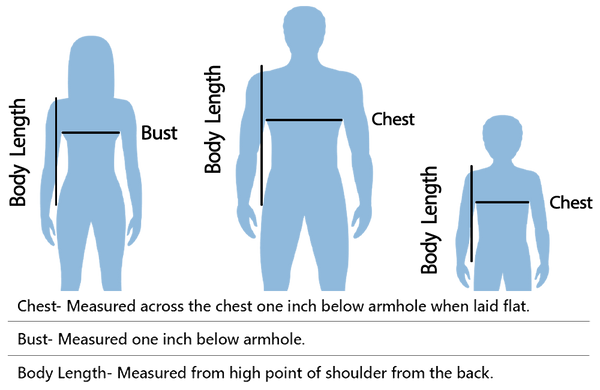 Body Length
Bust
Body Length
Chest
Body Length
Chest
Chest- Measured across the chest one inch below armhole when laid flat.
Bust- Measured one inch below armhole.
Body Length- Measured from high point of shoulder from the back.